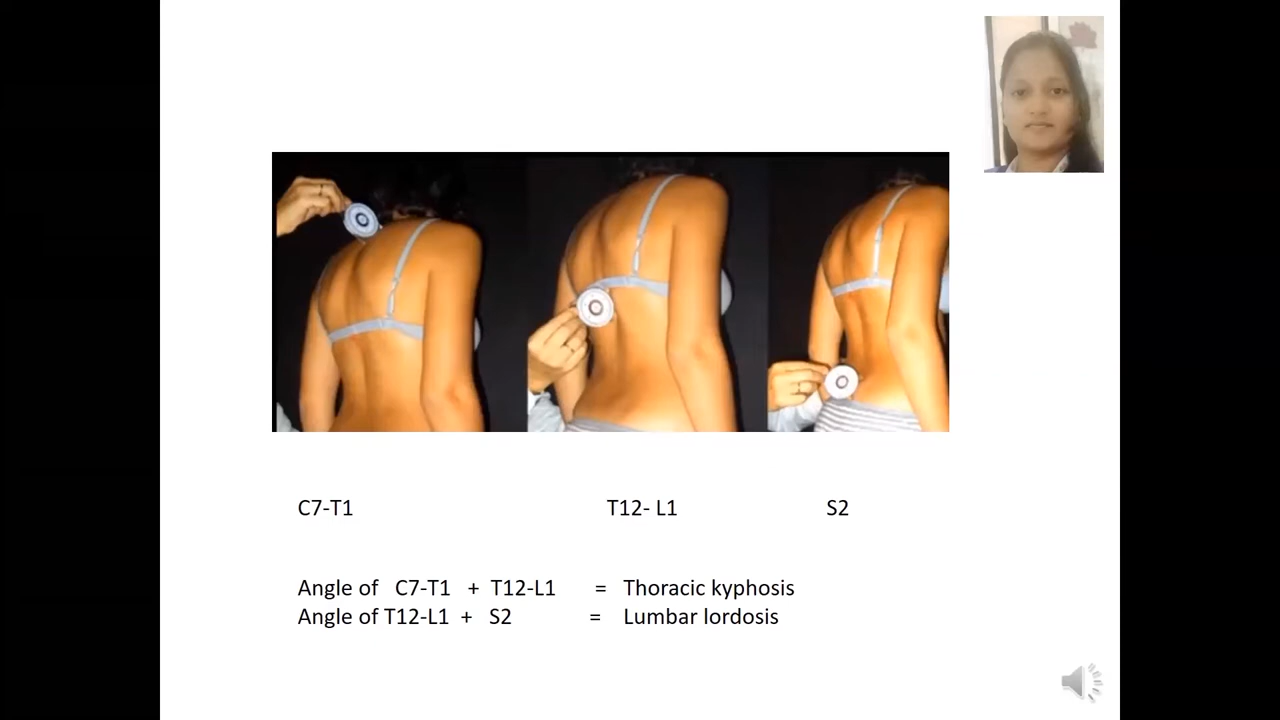 C7-T1 T12- L1 S2
Angle of C7-T1 + T12-L1 = Thoracic kyphosis
Angle of T12-L1 + S2 = Lumbar lordosis